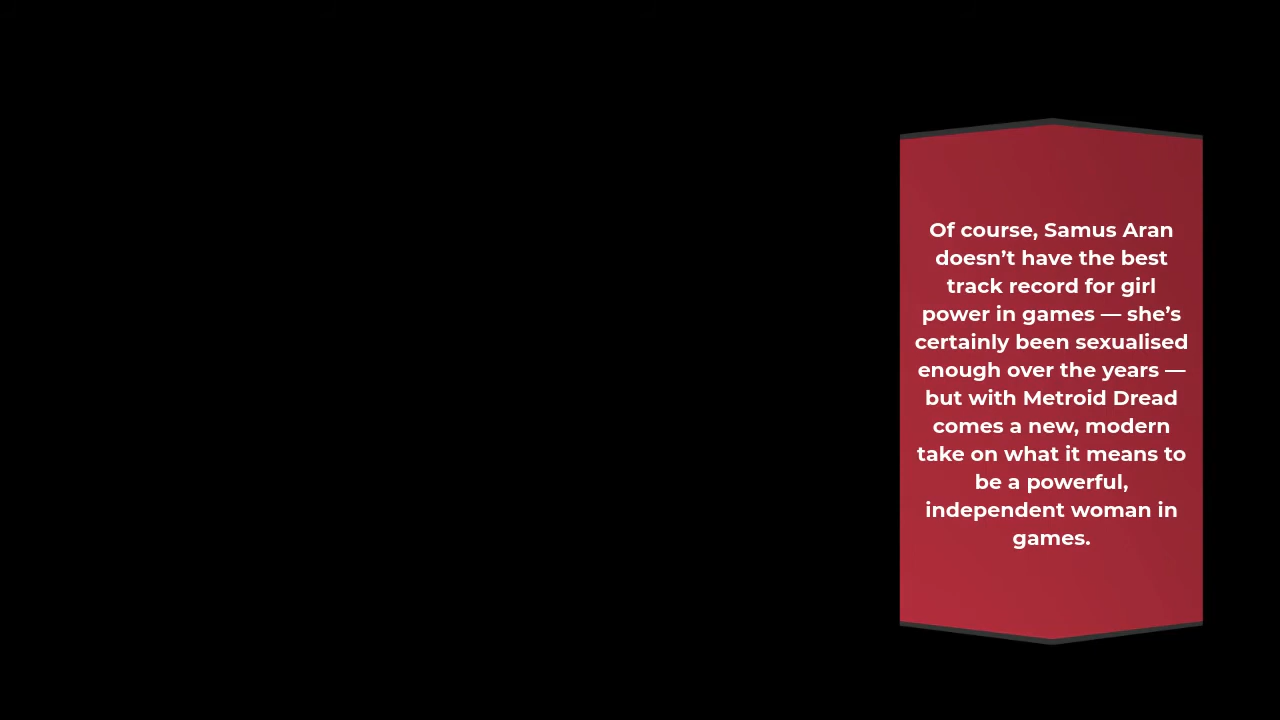 Of course, Samus Aran
doesn’t have the best
track record for girl
power in games — she’s
certainly been sexualised
enough over the years —
but with Metroid Dread
comes a new, modern
take on what it means to
be a powerful,
independent woman in
games.